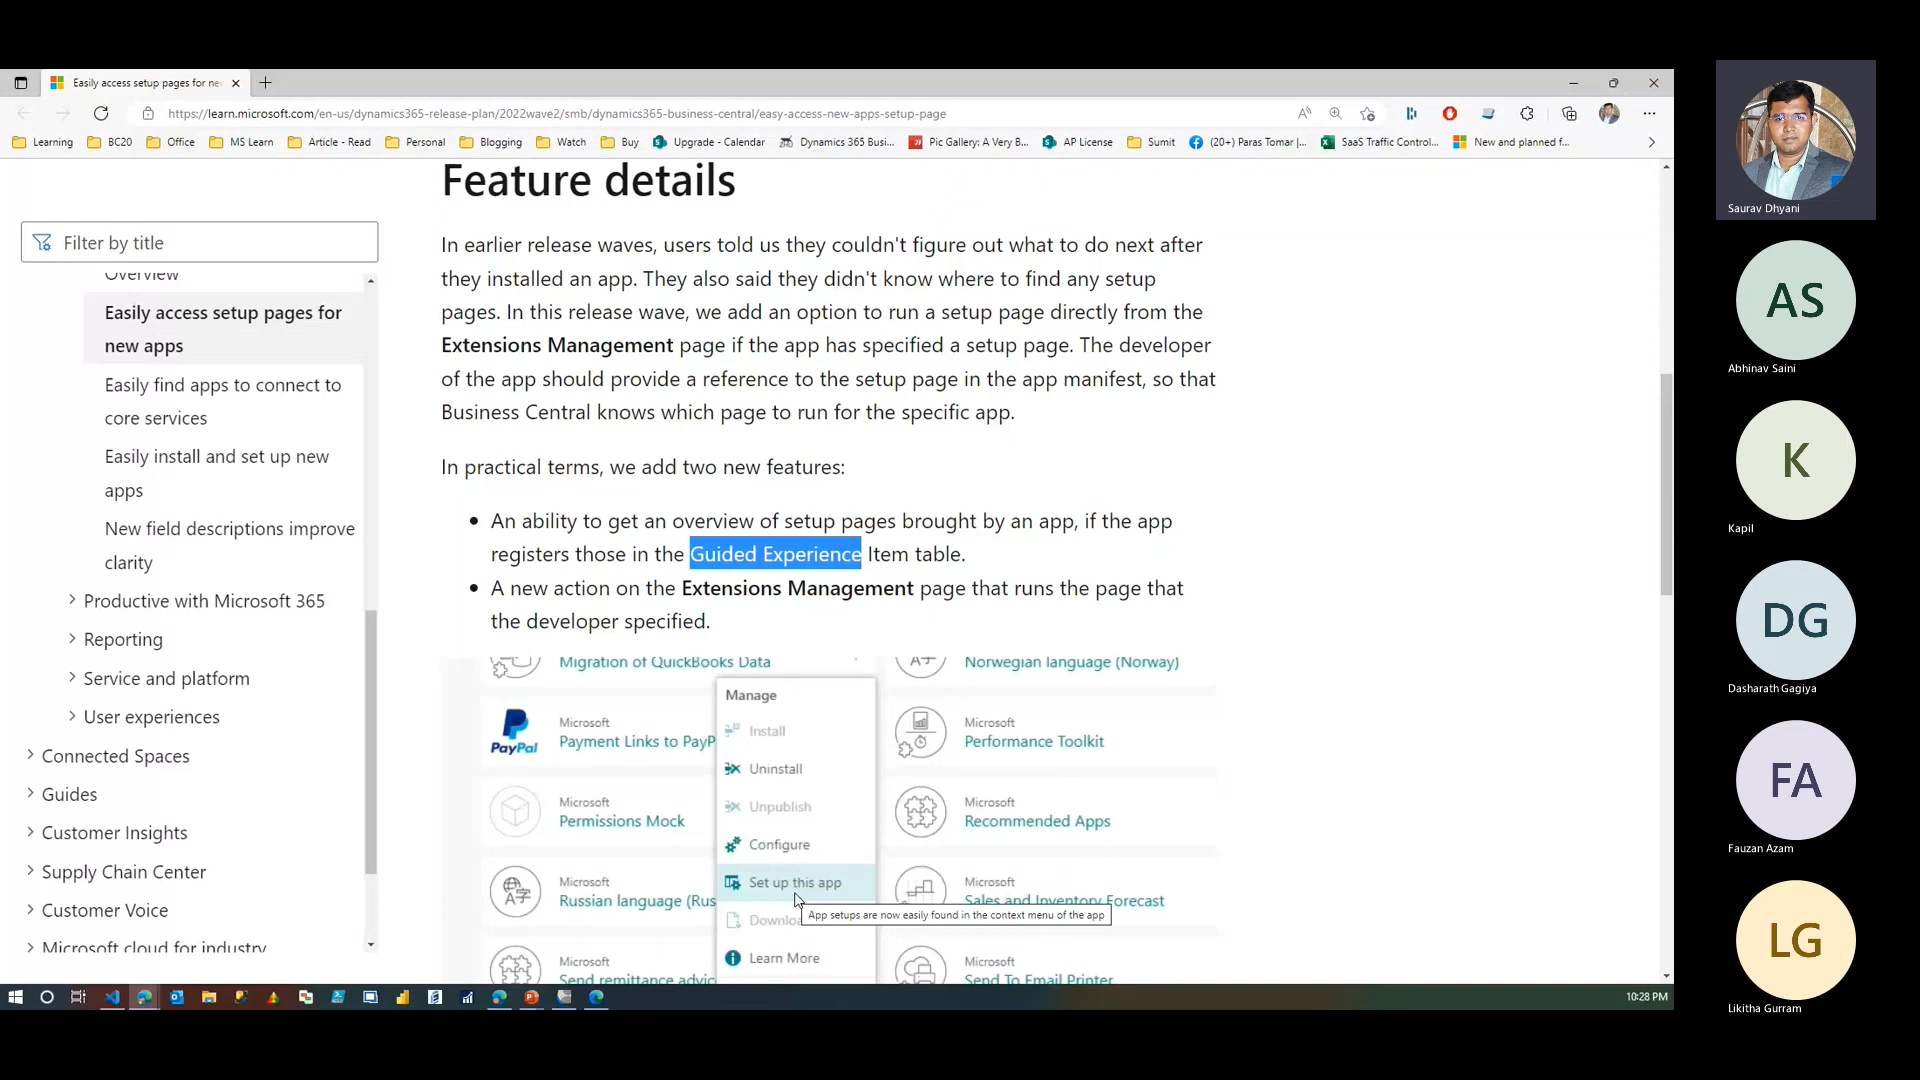 Easily access setup pages for ne
https://learn.microsoft.com/en-us/dynamics365-release-plan/2022wave2/smb/dynamics365-business-central/easy-access-new-apps-setup-page
Learning
BC20
Office
MS Learn
Article - Read
Personal
Blogging
Watch
Buy
Upgrade - Calendar
Dynamics 365 Busi...
Pic Gallery: A Very B...
AP License
Sumit
(20+) Paras Tomar |...
SaaS Traffic Control...
New and planned f...
Filter by title
Overview
Easily access setup pages for
new apps
Easily find apps to connect to
core services
Easily install and set up new
apps
New field descriptions improve
clarity
Productive with Microsoft 365
Reporting
Service and platform
User experiences
Connected Spaces
Guides
Customer Insights
Supply Chain Center
Customer Voice
Microsoft cloud for industry
Feature details
In earlier release waves, users told us they couldn't figure out what to do next after
they installed an app. They also said they didn't know where to find any setup
pages. In this release wave, we add an option to run a setup page directly from the
Extensions Management page if the app has specified a setup page. The developer
of the app should provide a reference to the setup page in the app manifest, so that
Business Central knows which page to run for the specific app.
In practical terms, we add two new features:
• An ability to get an overview of setup pages brought by an app, if the app
registers those in the Guided Experience Item table.
• A new action on the Extensions Management page that runs the page that
the developer specified.
Migration of QuickBooks Data
Norwegian language (Norway)
PayPal
Microsoft
Payment Links to PayP
Microsoft
Performance Toolkit
Microsoft
Permissions Mock
Microsoft
Recommended Apps
Microsoft
Russian language (Rus
Microsoft
Sales and Inventory Forecast
Microsoft
Send remittance advic
Microsoft
Send To Email Printer
Manage
Install
Uninstall
Unpublish
Configure
Set up this app
Downloa
Learn More
App setups are now easily found in the context menu of the app
10:28 PM
Saurav Dhyani
AS
Abhinav Saini
K
Kapil
DG
Dasharath Gagiya
FA
Fauzan Azam
LG
Likitha Gurram